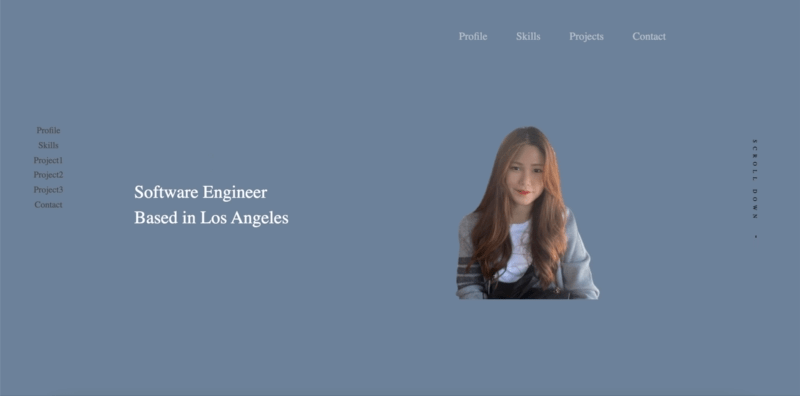 Profile Skills Projects Contact
Profile
Skills
Project1
Project2
Project3
Contact
Software Engineer
Based in Los Angeles
SCROLL DOWN